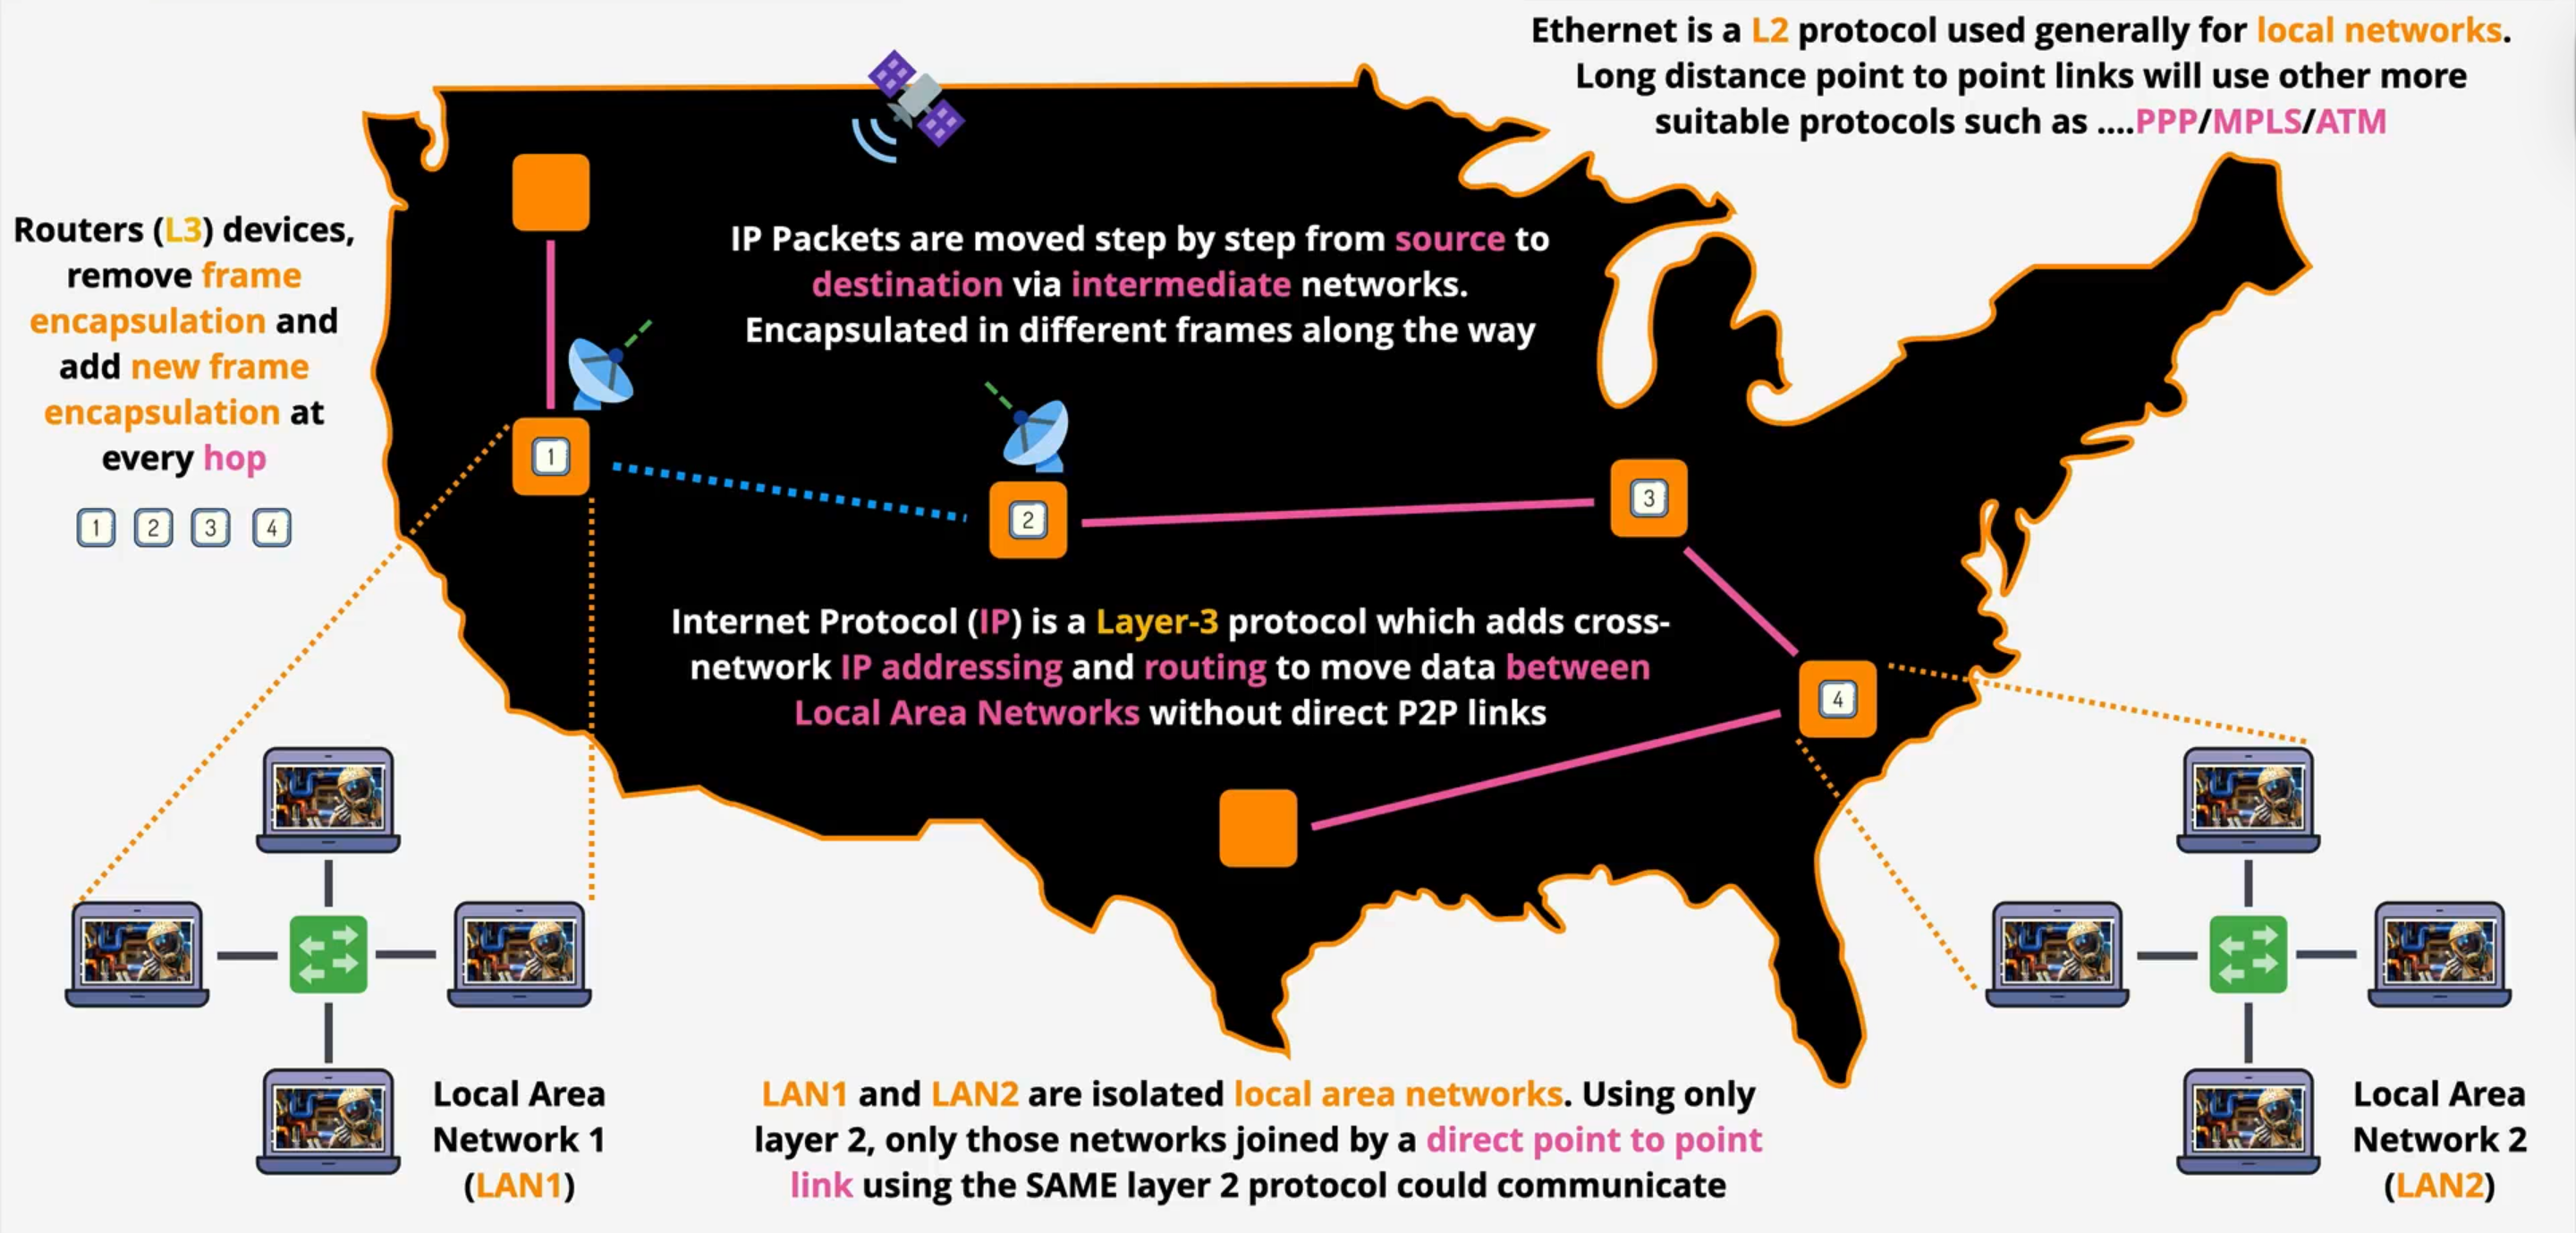 Ethernet is a L2 protocol used generally for local networks.
Long distance point to point links will use other more
suitable protocols such as ....PPP/MPLS/ATM
Routers (L3) devices,
remove frame
encapsulation and
add new frame
encapsulation at
every hop
1 2 3 4
IP Packets are moved step by step from source to
destination via intermediate networks.
Encapsulated in different frames along the way
1
2
3
4
Internet Protocol (IP) is a Layer-3 protocol which adds cross-
network IP addressing and routing to move data between
Local Area Networks without direct P2P links
Local Area
Network 1
(LAN1)
LAN1 and LAN2 are isolated local area networks. Using only
layer 2, only those networks joined by a direct point to point
link using the SAME layer 2 protocol could communicate
Local Area
Network 2
(LAN2)